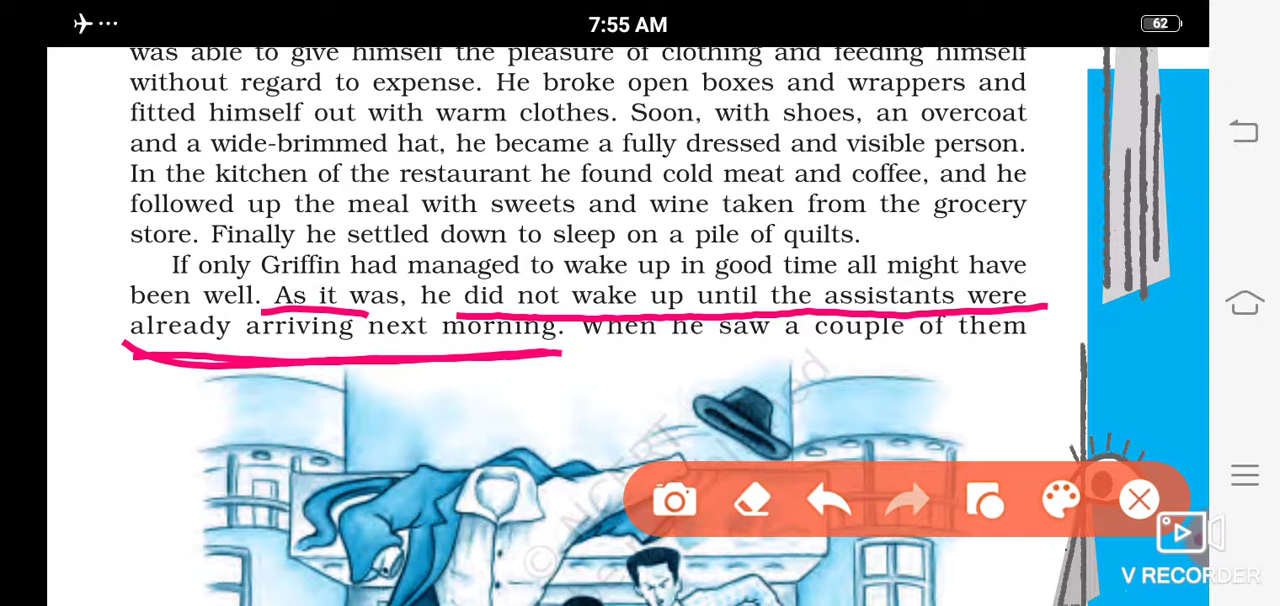 7:55 AM
62
was able to give himself the pleasure of clothing and feeding himself
without regard to expense. He broke open boxes and wrappers and
fitted himself out with warm clothes. Soon, with shoes, an overcoat
and a wide-brimmed hat, he became a fully dressed and visible person.
In the kitchen of the restaurant he found cold meat and coffee, and he
followed up the meal with sweets and wine taken from the grocery
store. Finally he settled down to sleep on a pile of quilts.
If only Griffin had managed to wake up in good time all might have
been well. As it was, he did not wake up until the assistants were
already arriving next morning. When he saw a couple of them
© NCERT
V RECORDER